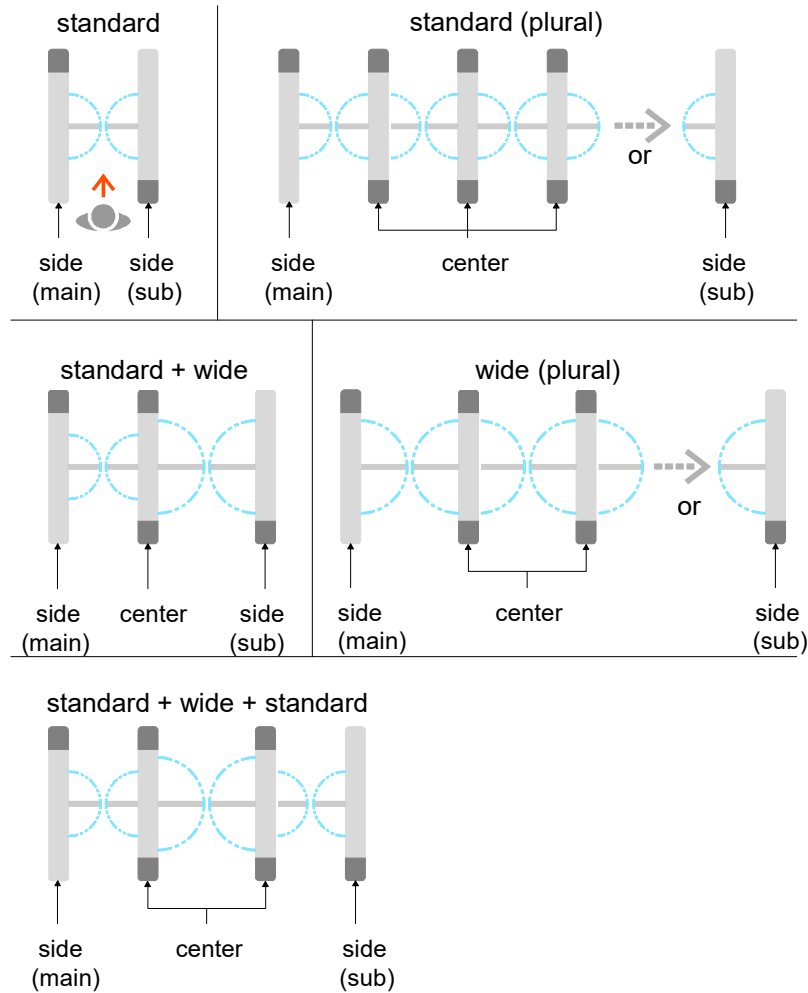 standard
side
(main)
side
(sub)
standard (plural)
or
side
(main)
center
side
(sub)
standard + wide
side
(main)
center
side
(sub)
wide (plural)
or
side
(main)
center
side
(sub)
standard + wide + standard
side
(main)
center
side
(sub)